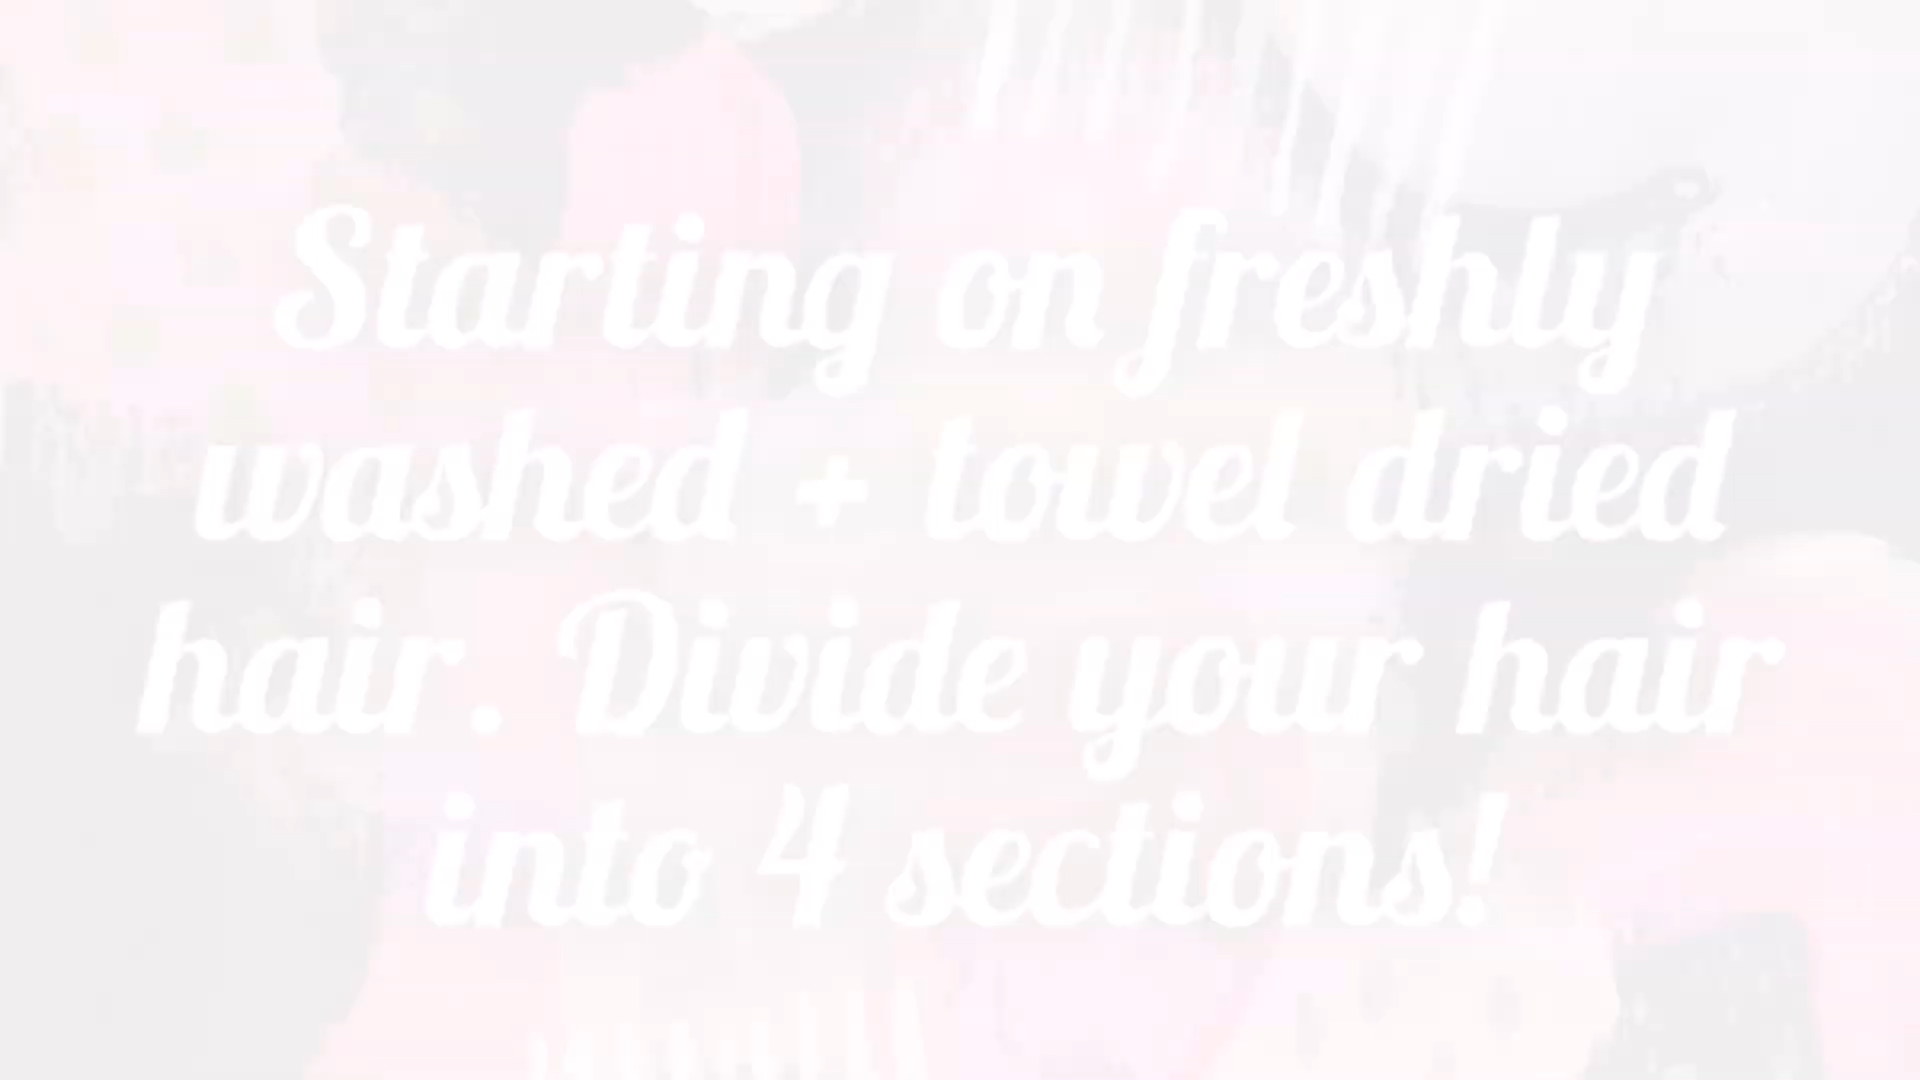 Starting on freshly
washed + towel dried
hair. Divide your hair
into 4 sections!